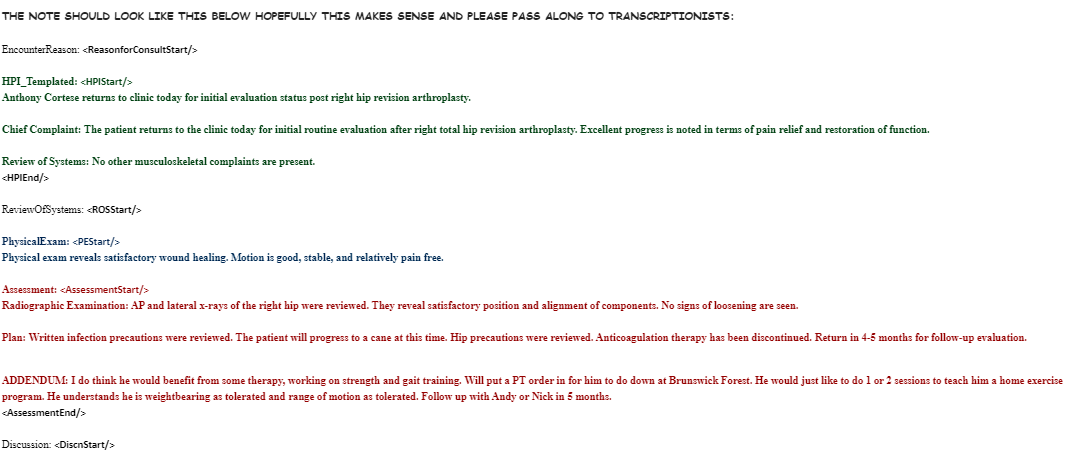 THE NOTE SHOULD LOOK LIKE THIS BELOW HOPEFULLY THIS MAKES SENSE AND PLEASE PASS ALONG TO TRANSCRIPTIONISTS:
EncounterReason: <ReasonforConsultStart/>
HPI_Templated: <HPIStart/>
Anthony Cortese returns to clinic today for initial evaluation status post right hip revision arthroplasty.
Chief Complaint: The patient returns to the clinic today for initial routine evaluation after right total hip revision arthroplasty. Excellent progress is noted in terms of pain relief and restoration of function.
Review of Systems: No other musculoskeletal complaints are present.
<HPIEnd/>
ReviewOfSystems: <ROSStart/>
PhysicalExam: <PEStart/>
Physical exam reveals satisfactory wound healing. Motion is good, stable, and relatively pain free.
Assessment: <AssessmentStart/>
Radiographic Examination: AP and lateral x-rays of the right hip were reviewed. They reveal satisfactory position and alignment of components. No signs of loosening are seen.
Plan: Written infection precautions were reviewed. The patient will progress to a cane at this time. Hip precautions were reviewed. Anticoagulation therapy has been discontinued. Return in 4-5 months for follow-up evaluation.
ADDENDUM: I do think he would benefit from some therapy, working on strength and gait training. Will put a PT order in for him to do down at Brunswick Forest. He would just like to do 1 or 2 sessions to teach him a home exercise
program. He understands he is weightbearing as tolerated and range of motion as tolerated. Follow up with Andy or Nick in 5 months.
<AssessmentEnd/>
Discussion: <DiscnStart/>